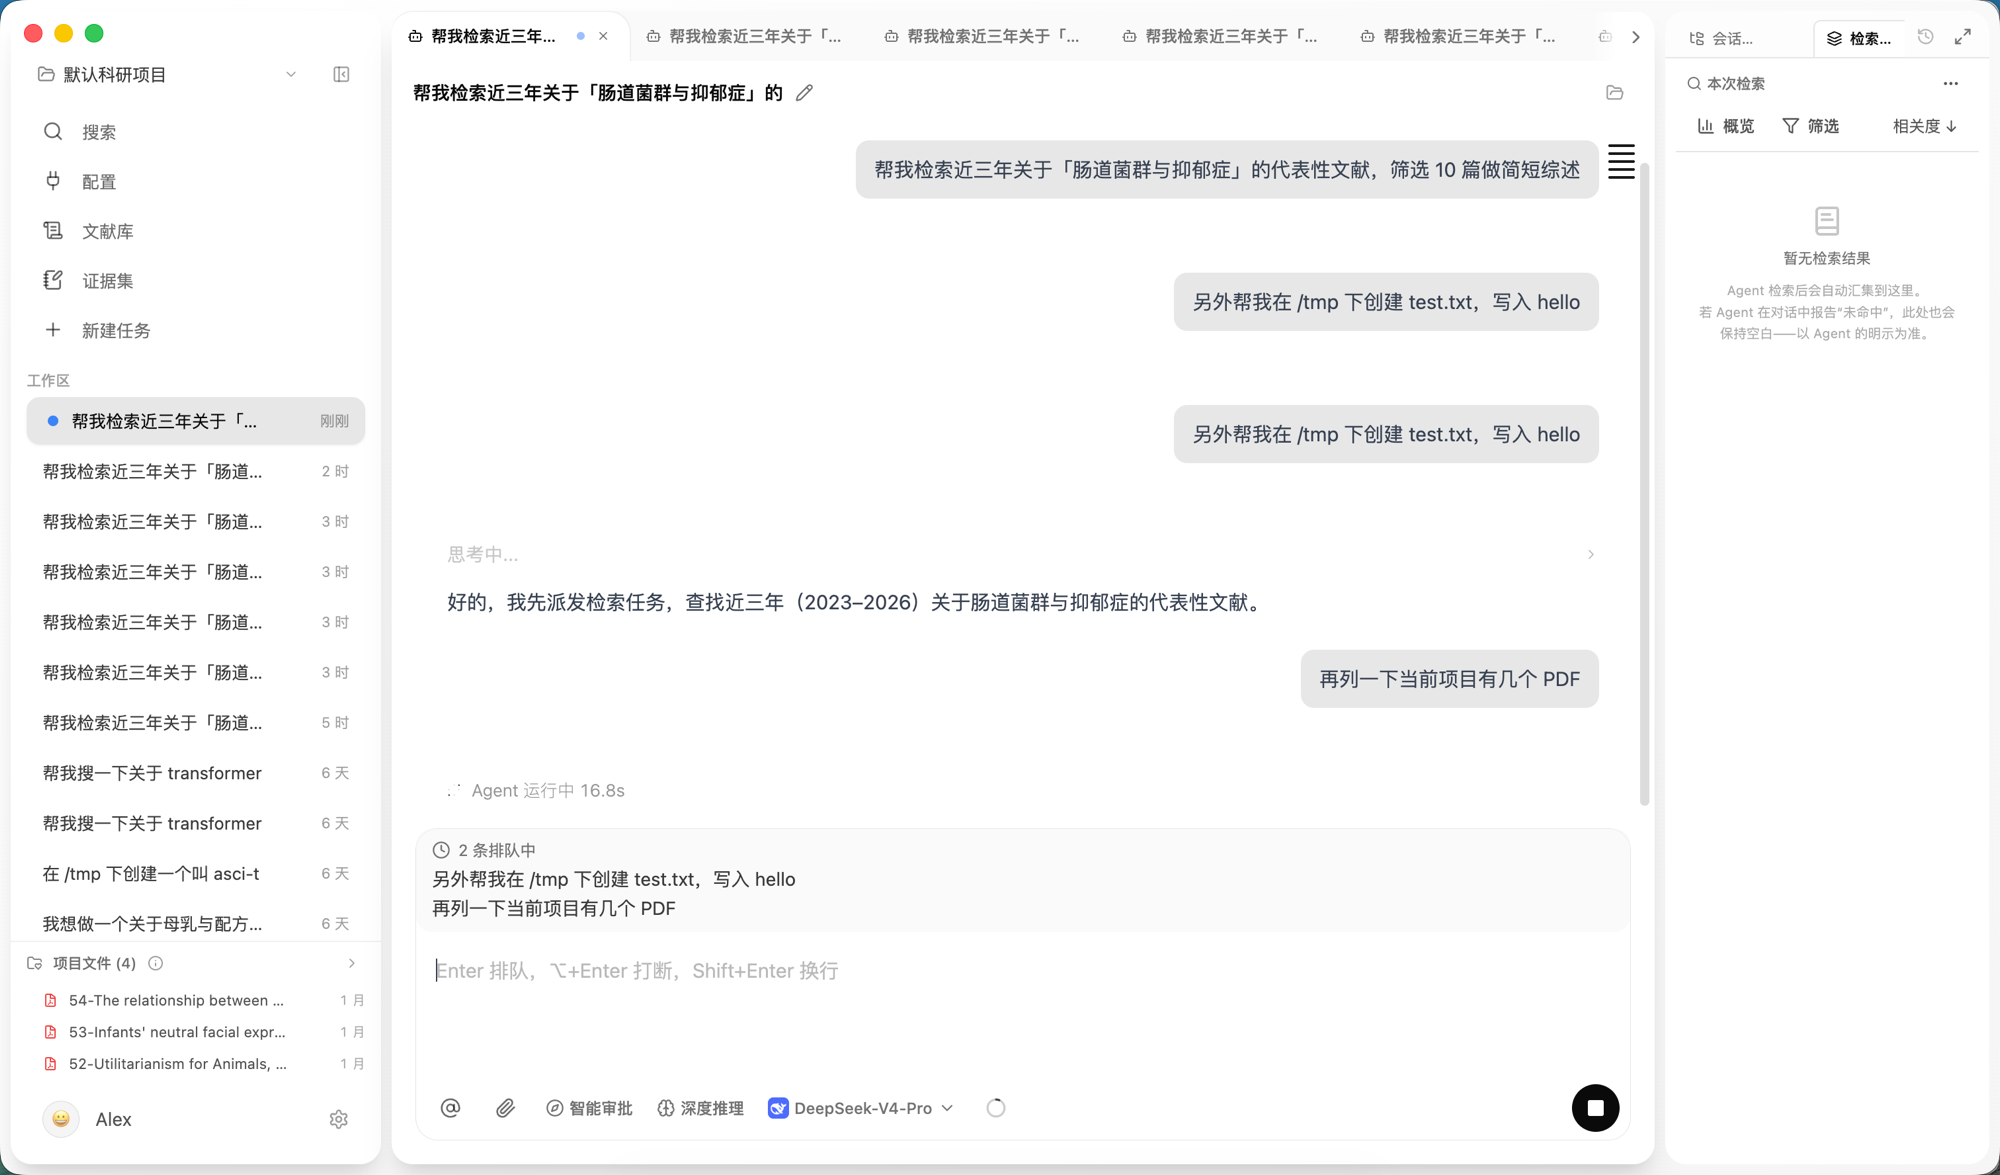 默认科研项目
搜索
配置
文献库
证据集
新建任务
工作区
帮我检索近三年关于「... 刚刚
帮我检索近三年关于「肠道... 2 时
帮我检索近三年关于「肠道... 3 时
帮我检索近三年关于「肠道... 3 时
帮我检索近三年关于「肠道... 3 时
帮我检索近三年关于「肠道... 3 时
帮我检索近三年关于「肠道... 5 时
帮我搜一下关于 transformer 6 天
帮我搜一下关于 transformer 6 天
在 /tmp 下创建一个叫 asci-t 6 天
我想做一个关于母乳与配方... 6 天
项目文件 (4)
54-The relationship between ... 1 月
53-Infants' neutral facial expr... 1 月
52-Utilitarianism for Animals, ... 1 月
Alex
帮我检索近三年... 帮我检索近三年关于「... 帮我检索近三年关于「... 帮我检索近三年关于「... 帮我检索近三年关于「...
帮我检索近三年关于「肠道菌群与抑郁症」的
帮我检索近三年关于「肠道菌群与抑郁症」的代表性文献，筛选 10 篇做简短综述
另外帮我在 /tmp 下创建 test.txt，写入 hello
另外帮我在 /tmp 下创建 test.txt，写入 hello
思考中...
好的，我先派发检索任务，查找近三年（2023–2026）关于肠道菌群与抑郁症的代表性文献。
再列一下当前项目有几个 PDF
Agent 运行中 16.8s
2 条排队中
另外帮我在 /tmp 下创建 test.txt，写入 hello
再列一下当前项目有几个 PDF
Enter 排队，⌥+Enter 打断，Shift+Enter 换行
智能审批 深度推理 DeepSeek-V4-Pro
会话... 检索...
本次检索
概览 筛选 相关度
暂无检索结果
Agent 检索后会自动汇集到这里。
若 Agent 在对话中报告“未命中”，此处也会
保持空白——以 Agent 的明示为准。